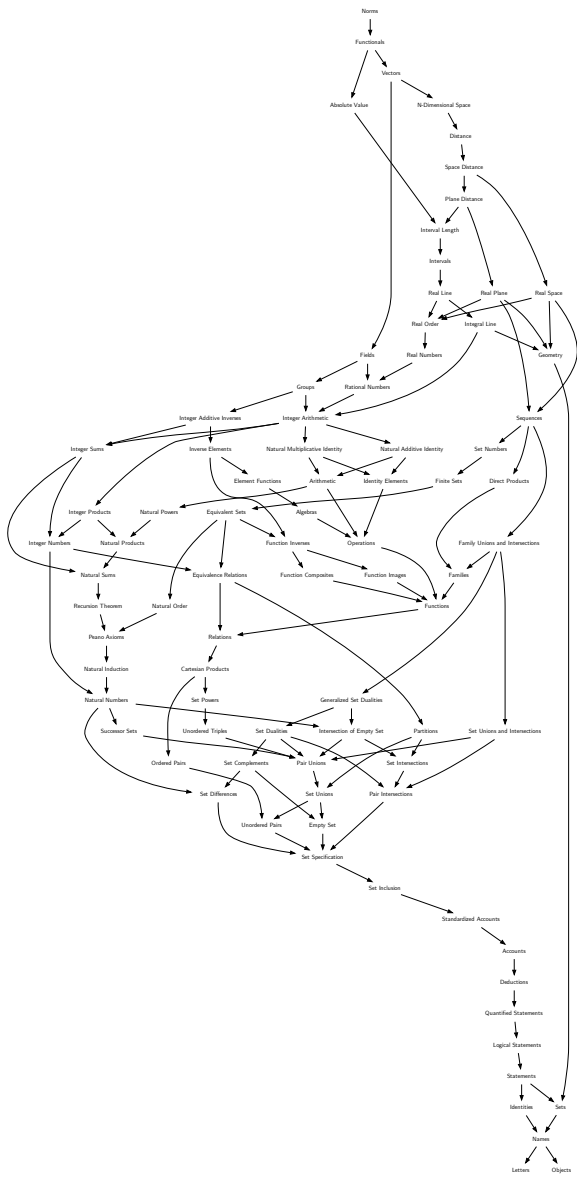 Norms
Functionals
Vectors
Absolute Value
N-Dimensional Space
Distance
Space Distance
Plane Distance
Interval Length
Intervals
Real Line
Real Plane
Real Space
Real Order
Integral Line
Fields
Real Numbers
Geometry
Groups
Rational Numbers
Integer Additive Inverses
Integer Arithmetic
Sequences
Integer Sums
Inverse Elements
Natural Multiplicative Identity
Natural Additive Identity
Set Numbers
Element Functions
Arithmetic
Identity Elements
Finite Sets
Direct Products
Integer Products
Natural Powers
Equivalent Sets
Algebras
Integer Numbers
Natural Products
Function Inverses
Operations
Family Unions and Intersections
Natural Sums
Equivalence Relations
Function Composites
Function Images
Families
Recursion Theorem
Natural Order
Functions
Peano Axioms
Relations
Natural Induction
Cartesian Products
Natural Numbers
Set Powers
Generalized Set Dualities
Successor Sets
Unordered Triples
Set Dualities
Intersection of Empty Set
Partitions
Set Unions and Intersections
Ordered Pairs
Set Complements
Pair Unions
Set Intersections
Set Differences
Set Unions
Pair Intersections
Unordered Pairs
Empty Set
Set Specification
Set Inclusion
Standardized Accounts
Accounts
Deductions
Quantified Statements
Logical Statements
Statements
Identities
Sets
Names
Letters
Objects